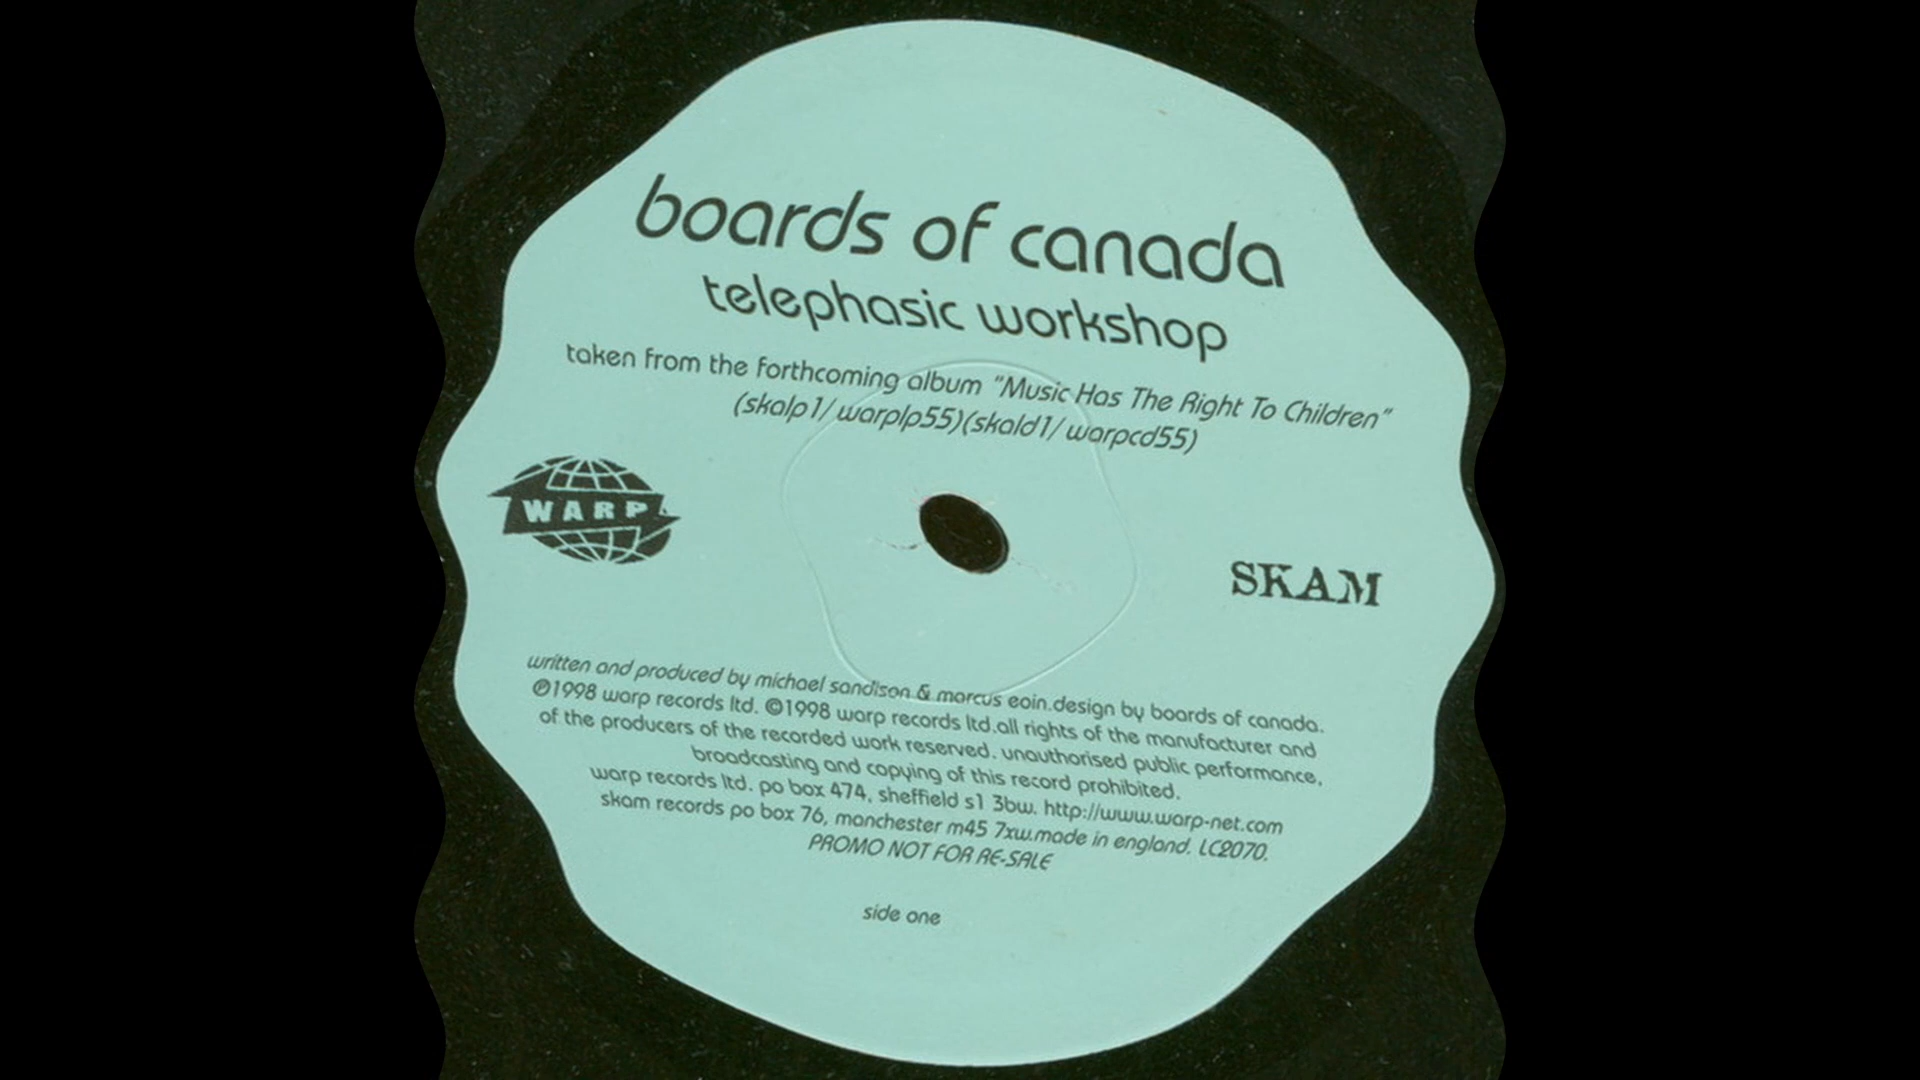 boards of canada
telephasic workshop
taken from the forthcoming album "Music Has The Right To Children"
(skalp1/warplp55)(skald1/warpcd55)
WARP
SKAM
written and produced by michael sandison & marcus eoin.design by boards of canada.
℗1998 warp records ltd. ©1998 warp records ltd.all rights of the manufacturer and
of the producers of the recorded work reserved. unauthorised public performance,
broadcasting and copying of this record prohibited.
warp records ltd. po box 474, sheffield s1 3bw. http://www.warp-net.com
skam records po box 76, manchester m45 7xw.made in england. LC2070.
PROMO NOT FOR RE-SALE
side one